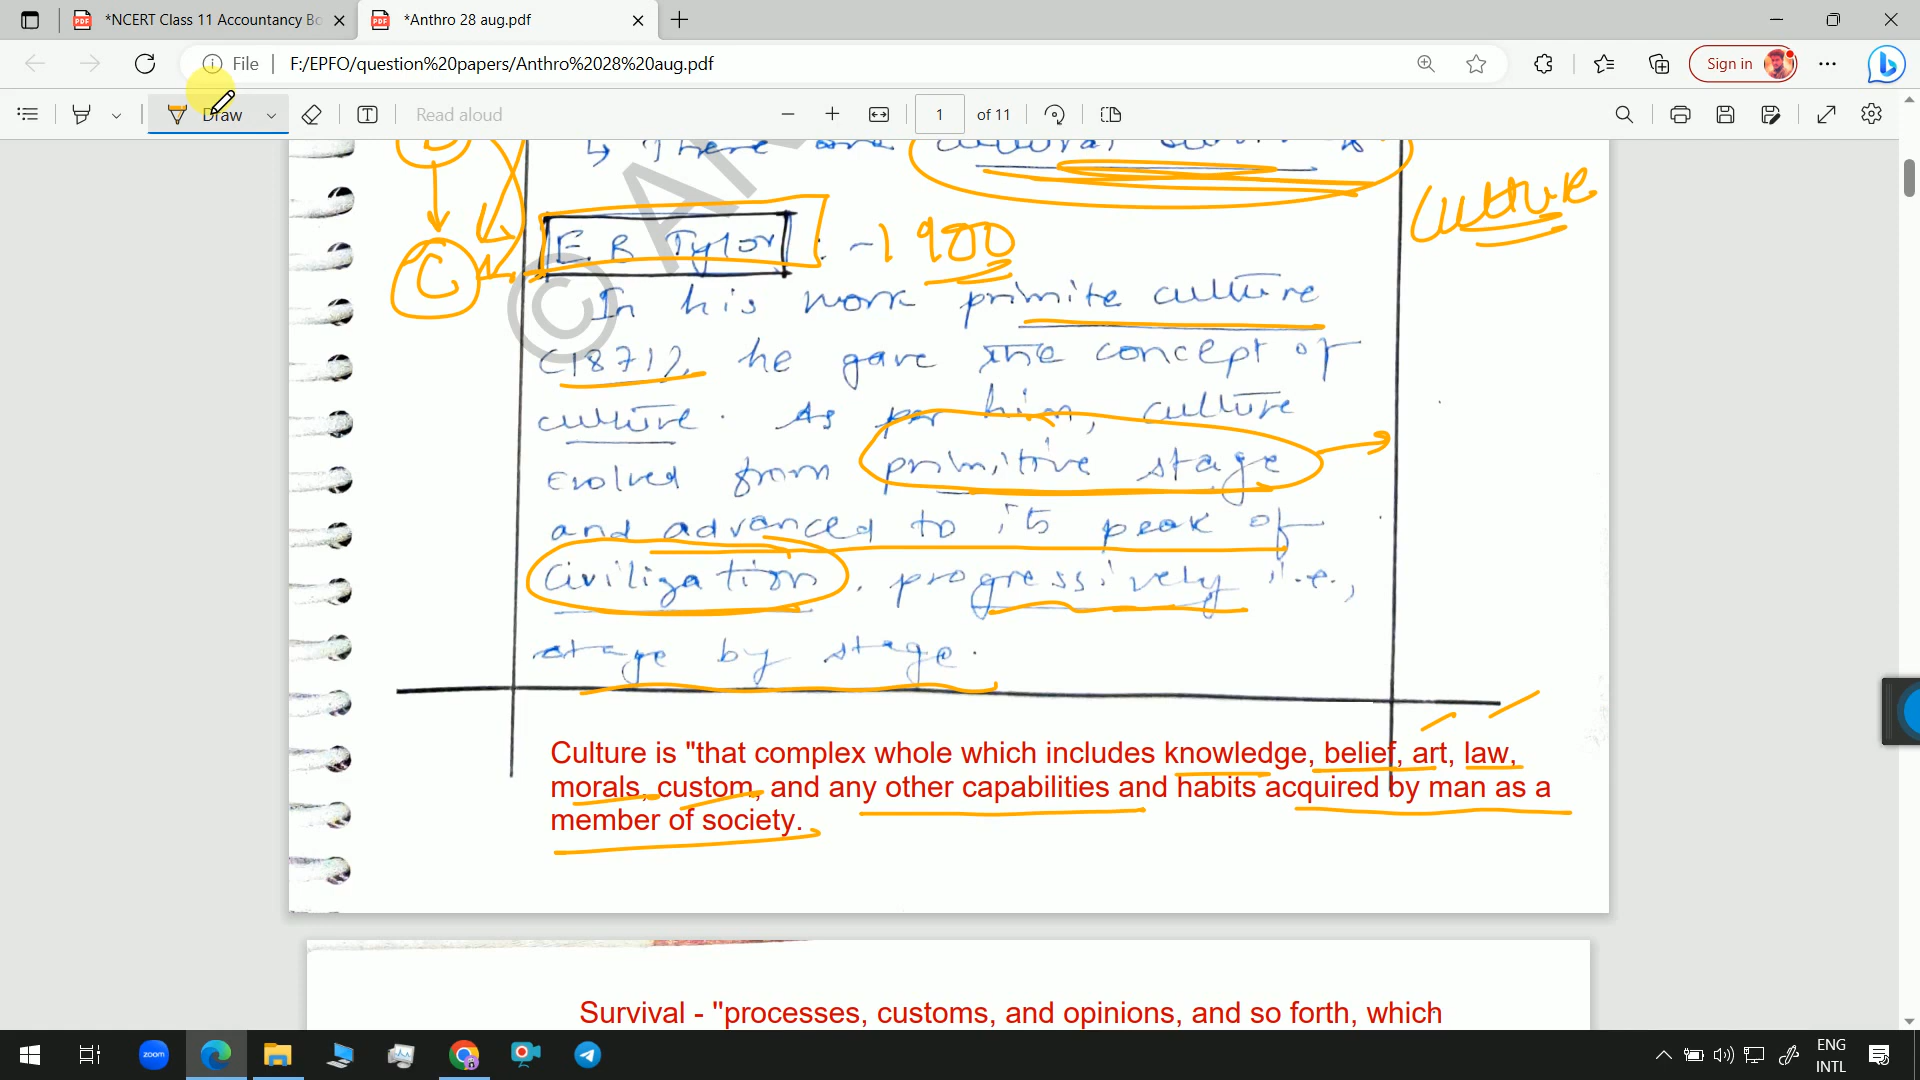 *NCERT Class 11 Accountancy Bo
*Anthro 28 aug.pdf
File
F:/EPFO/question%20papers/Anthro%2028%20aug.pdf
Sign in
Draw
Read aloud
1 of 11
↳ There are cultural
Culture
E. B Tylor : ~1900
C
©
In his work primite culture
(1871), he gave the concept of
culture. As per him, culture
evolved from primitive stage
and advanced to its peak of
civilization. progressively i.e.,
stage by stage.
Culture is "that complex whole which includes knowledge, belief, art, law,
morals, custom, and any other capabilities and habits acquired by man as a
member of society.
Survival - "processes, customs, and opinions, and so forth, which
zoom
ENG
INTL